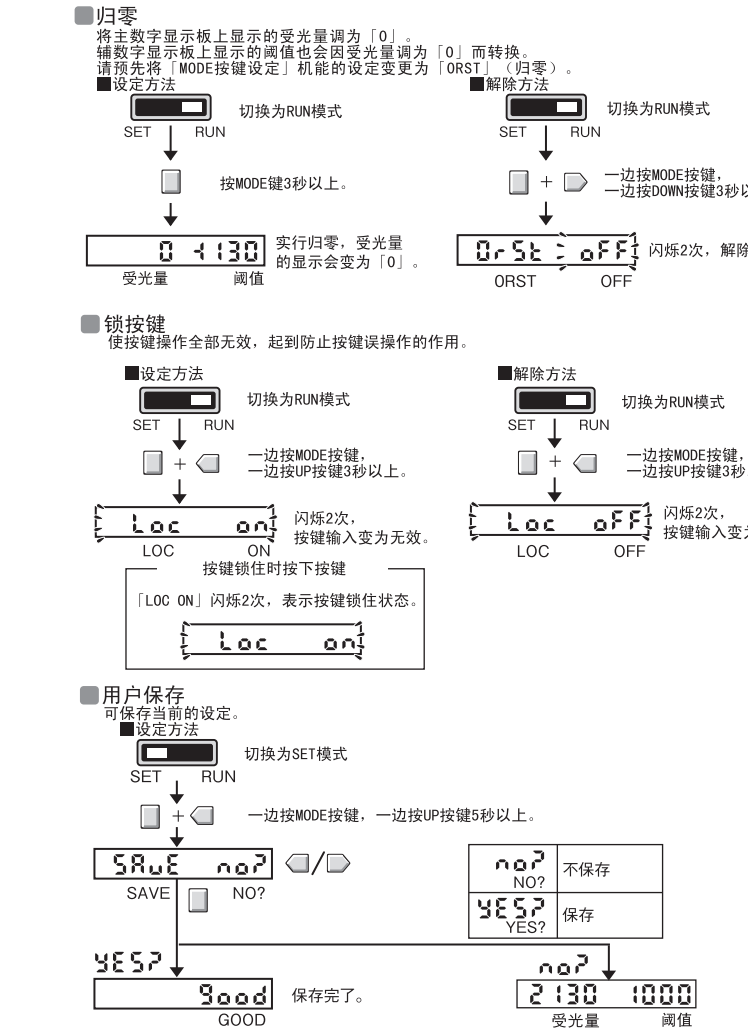 归零
将主数字显示板上显示的受光量调为「0」。
辅数字显示板上显示的阈值也会因受光量调为「0」而转换。
请预先将「MODE按键设定」机能的设定变更为「0RST」（归零）。
■设定方法
SET RUN
切换为RUN模式
按MODE键3秒以上。
0 1130
受光量 阈值
实行归零，受光量
的显示会变为「0」。
■解除方法
SET RUN
切换为RUN模式
+
一边按MODE按键，
一边按DOWN按键3秒
0rSt oFF
0RST OFF
闪烁2次，解除
锁按键
使按键操作全部无效，起到防止按键误操作的作用。
■设定方法
SET RUN
切换为RUN模式
+
一边按MODE按键，
一边按UP按键3秒以上。
Loc on
LOC ON
闪烁2次，
按键输入变为无效。
按键锁住时按下按键
「LOC ON」闪烁2次，表示按键锁住状态。
Loc on
■解除方法
SET RUN
切换为RUN模式
+
一边按MODE按键，
一边按UP按键3秒
Loc oFF
LOC OFF
闪烁2次，
按键输入变
用户保存
可保存当前的设定。
■设定方法
SET RUN
切换为SET模式
+
一边按MODE按键，一边按UP按键5秒以上。
SAvE no?
SAVE NO?
/
no?
NO?
不保存
YES?
YES?
保存
YES?
Good
GOOD
保存完了。
no?
2130 1000
受光量 阈值